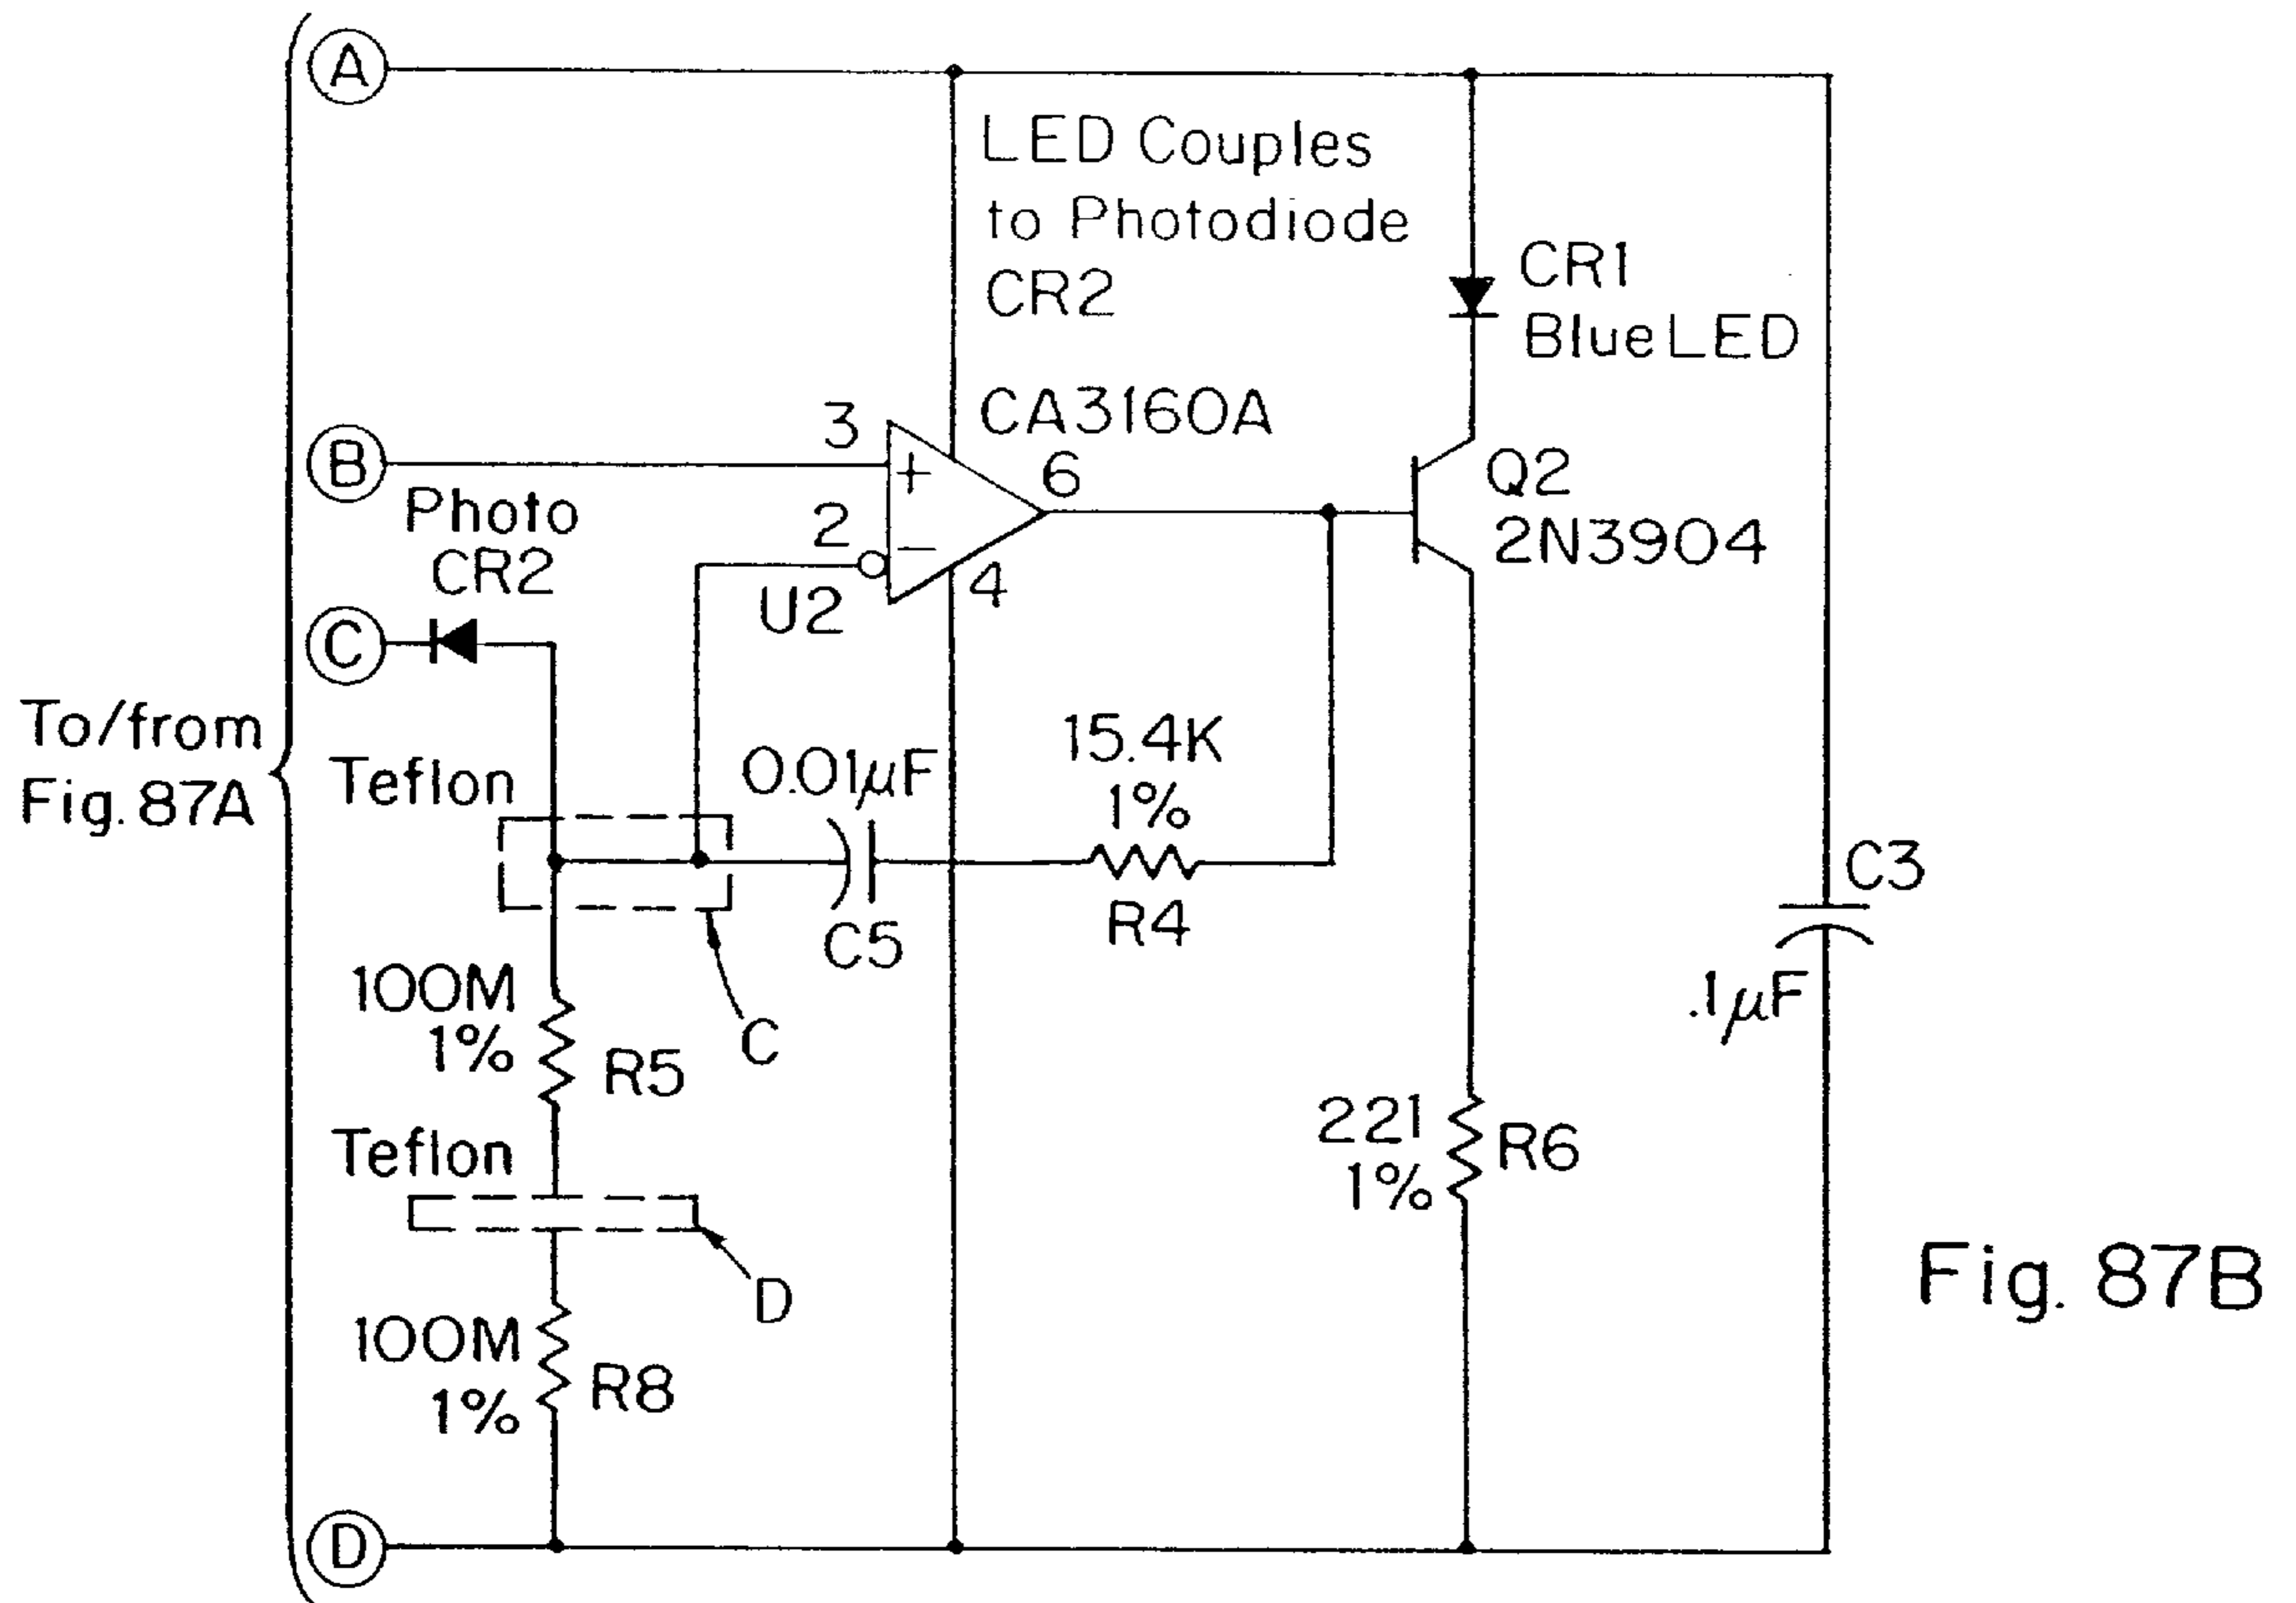 A
LED Couples
to Photodiode
CR2
CR1
Blue LED
CA3160A
3
B
+
6
Q2
Photo
CR2
2
−
2N3904
4
U2
C
To/from
Fig. 87A
Teflon
0.01µF
15.4K
1%
C3
C5
R4
100M
1%
R5
C
.1µF
Teflon
221
1%
R6
D
Fig. 87B
100M
1%
R8
D